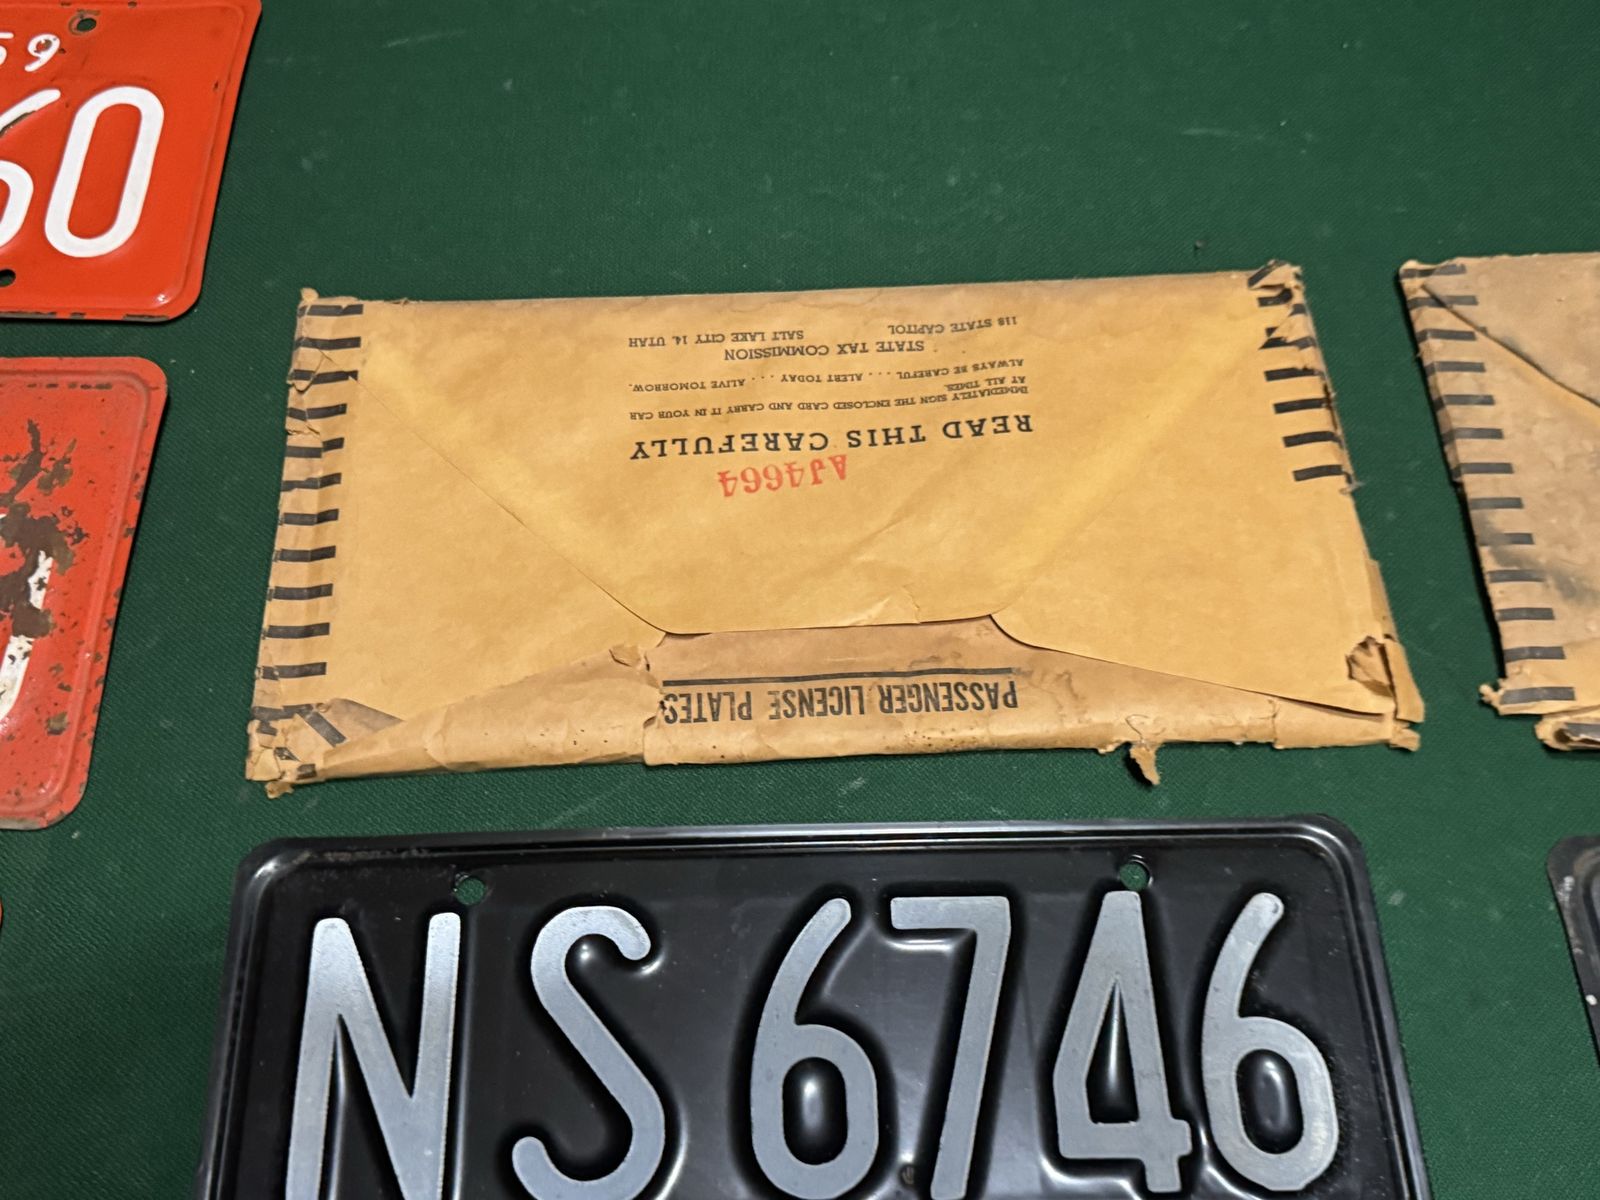 59
60
PASSENGER LICENSE PLATES
AJ4664
READ THIS CAREFULLY
IMMEDIATELY SIGN THE ENCLOSED CARD AND CARRY IT IN YOUR CAR
AT ALL TIMES.
ALWAYS BE CAREFUL . . . . ALERT TODAY . . . ALIVE TOMORROW.
STATE TAX COMMISSION
118 STATE CAPITOL SALT LAKE CITY 14, UTAH
NS 6746